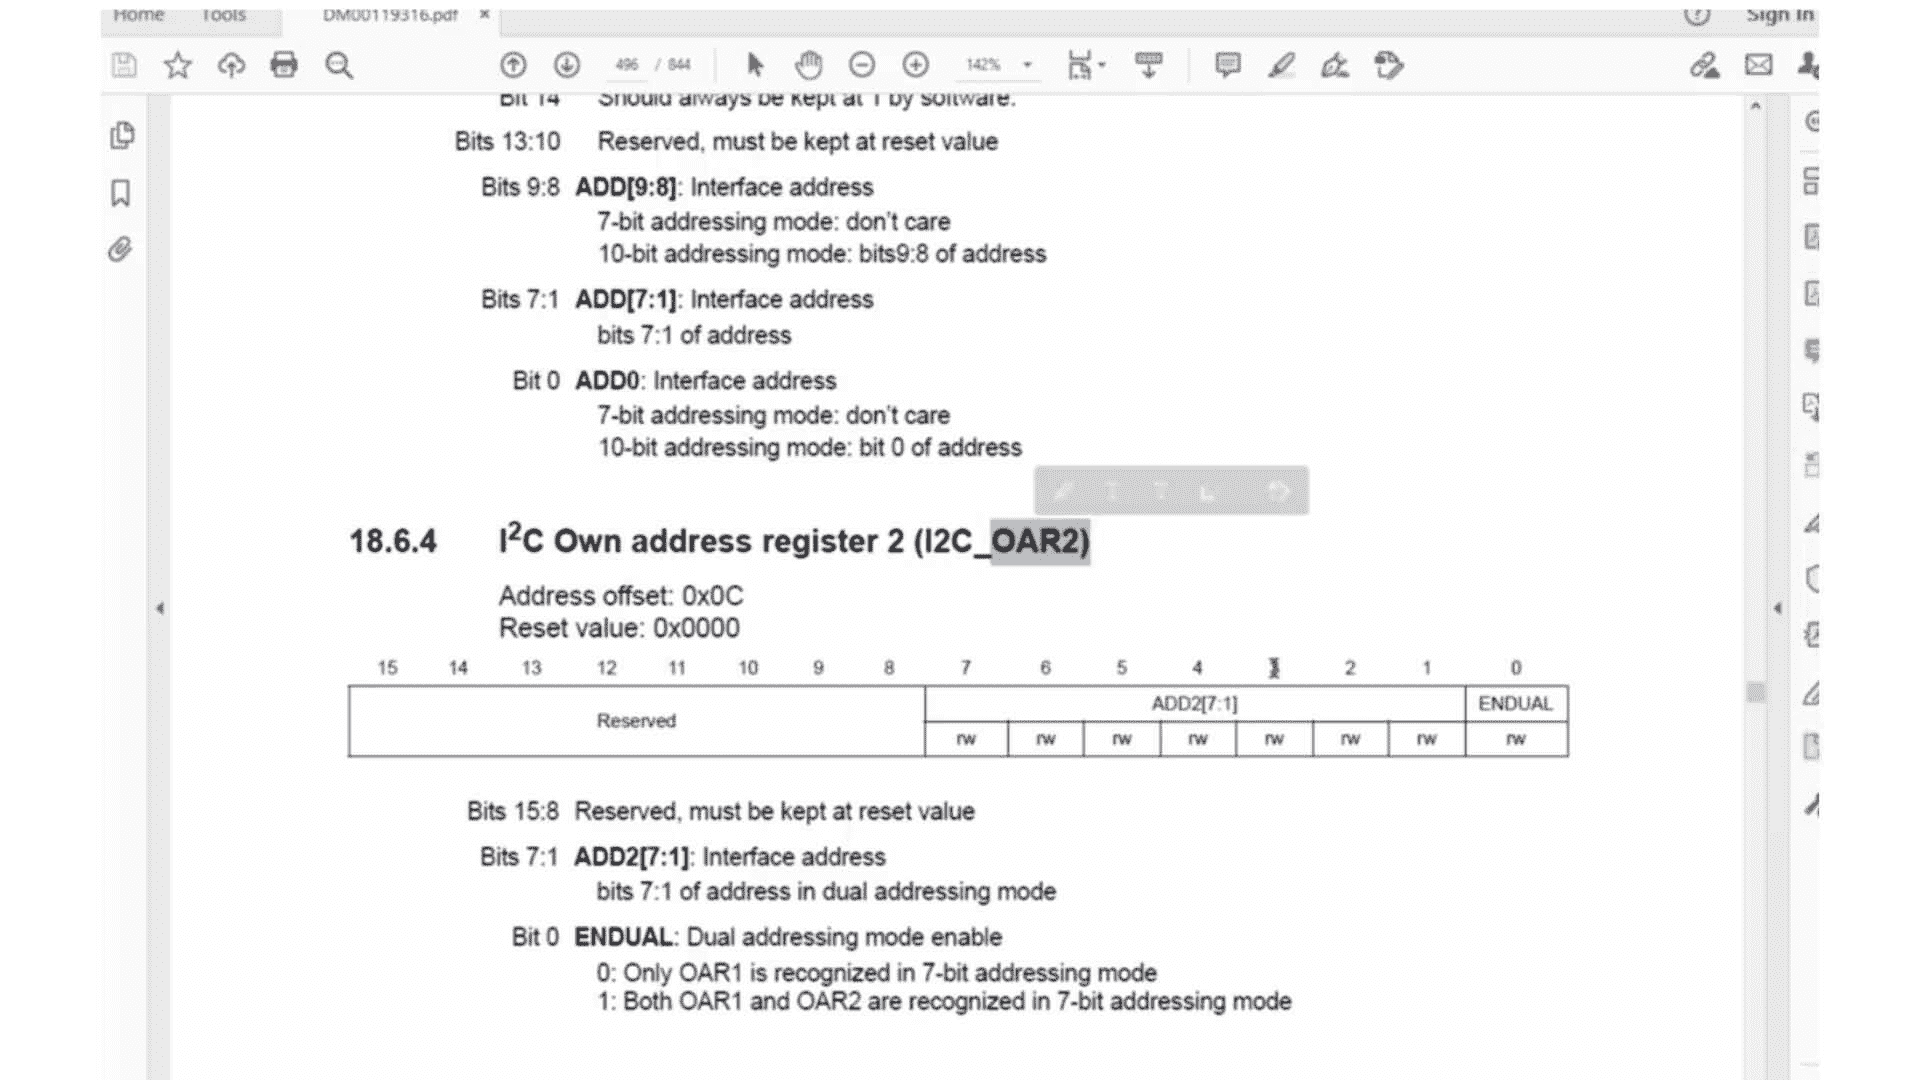 Home Tools DM00119316.pdf × Sign In
496 / 844 142%
Bit 14 Should always be kept at 1 by software.
Bits 13:10 Reserved, must be kept at reset value
Bits 9:8 ADD[9:8]: Interface address
7-bit addressing mode: don't care
10-bit addressing mode: bits9:8 of address
Bits 7:1 ADD[7:1]: Interface address
bits 7:1 of address
Bit 0 ADD0: Interface address
7-bit addressing mode: don't care
10-bit addressing mode: bit 0 of address
18.6.4 I²C Own address register 2 (I2C_OAR2)
Address offset: 0x0C
Reset value: 0x0000
15 14 13 12 11 10 9 8 7 6 5 4 3 2 1 0
Reserved ADD2[7:1] ENDUAL
rw rw rw rw rw rw rw rw
Bits 15:8 Reserved, must be kept at reset value
Bits 7:1 ADD2[7:1]: Interface address
bits 7:1 of address in dual addressing mode
Bit 0 ENDUAL: Dual addressing mode enable
0: Only OAR1 is recognized in 7-bit addressing mode
1: Both OAR1 and OAR2 are recognized in 7-bit addressing mode